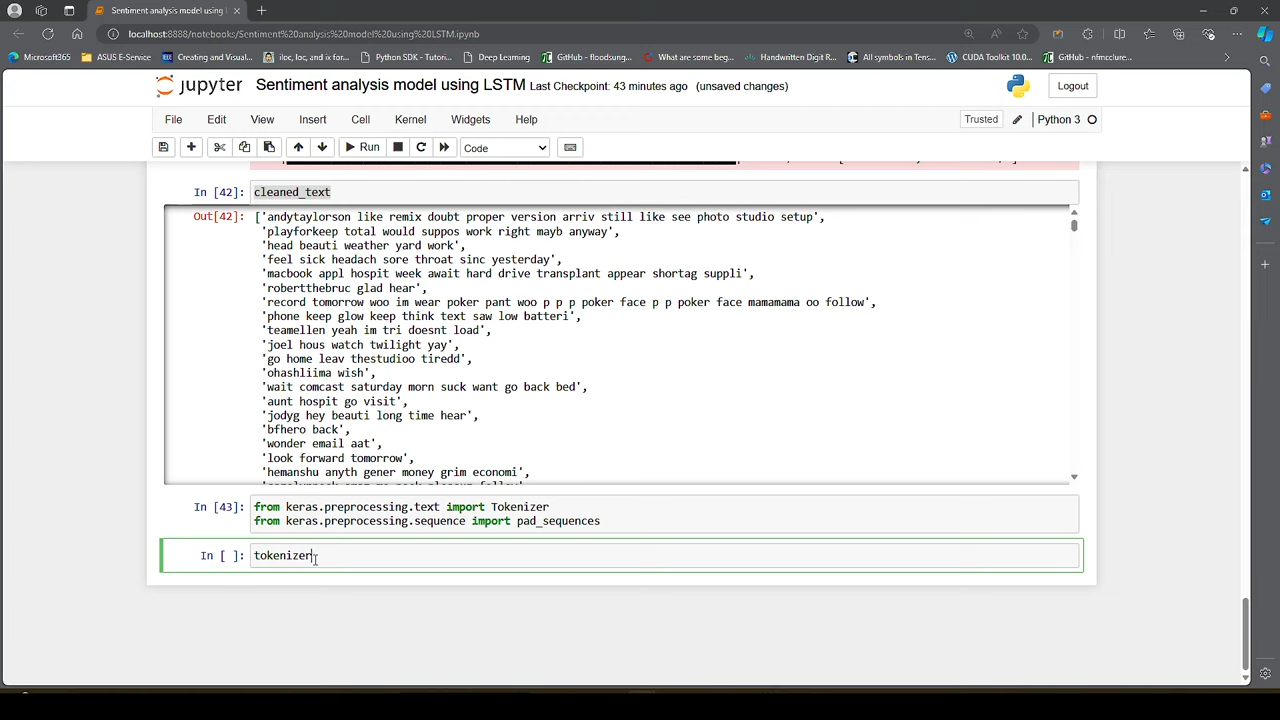 Sentiment analysis model using
localhost:8888/notebooks/Sentiment%20analysis%20model%20using%20LSTM.ipynb
Microsoft365
ASUS E-Service
Creating and Visual...
iloc, loc, and ix for...
Python SDK - Tutori...
Deep Learning
GitHub - floodsung...
What are some beg...
Handwritten Digit R...
All symbols in TensF...
CUDA Toolkit 10.0...
GitHub - nfmcclure...
jupyter Sentiment analysis model using LSTM Last Checkpoint: 43 minutes ago (unsaved changes)
Logout
File Edit View Insert Cell Kernel Widgets Help
Trusted
Python 3
Run
Code
In [42]: cleaned_text
Out[42]: ['andytaylorson like remix doubt proper version arriv still like see photo studio setup',
'playforkeep total would suppos work right mayb anyway',
'head beauti weather yard work',
'feel sick headach sore throat sinc yesterday',
'macbook appl hospit week await hard drive transplant appear shortag suppli',
'robertthebruc glad hear',
'record tomorrow woo im wear poker pant woo p p p poker face p p poker face mamamama oo follow',
'phone keep glow keep think text saw low batteri',
'teamellen yeah im tri doesnt load',
'joel hous watch twilight yay',
'go home leav thestudioo tiredd',
'ohashliima wish',
'wait comcast saturday morn suck want go back bed',
'aunt hospit go visit',
'jodyg hey beauti long time hear',
'bfhero back',
'wonder email aat',
'look forward tomorrow',
'hemanshu anyth gener money grim economi',
In [43]: from keras.preprocessing.text import Tokenizer
from keras.preprocessing.sequence import pad_sequences
In [ ]: tokenizer